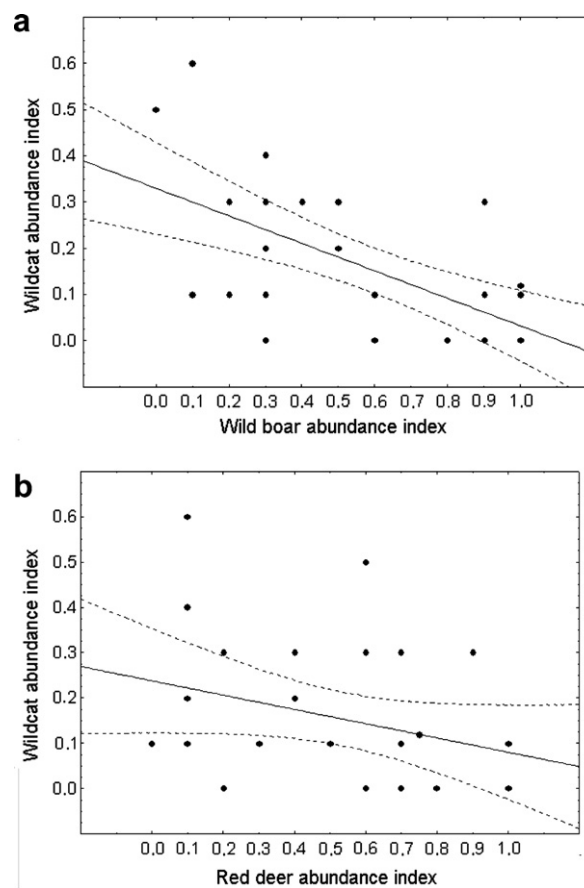 a
Wildcat abundance index
0.6
0.5
0.4
0.3
0.2
0.1
0.0
0,0 0,1 0,2 0,3 0,4 0,5 0,6 0,7 0,8 0,9 1,0
Wild boar abundance index
b
Wildcat abundance index
0.6
0.5
0.4
0.3
0.2
0.1
0.0
0,0 0,1 0,2 0,3 0,4 0,5 0,6 0,7 0,8 0,9 1,0
Red deer abundance index